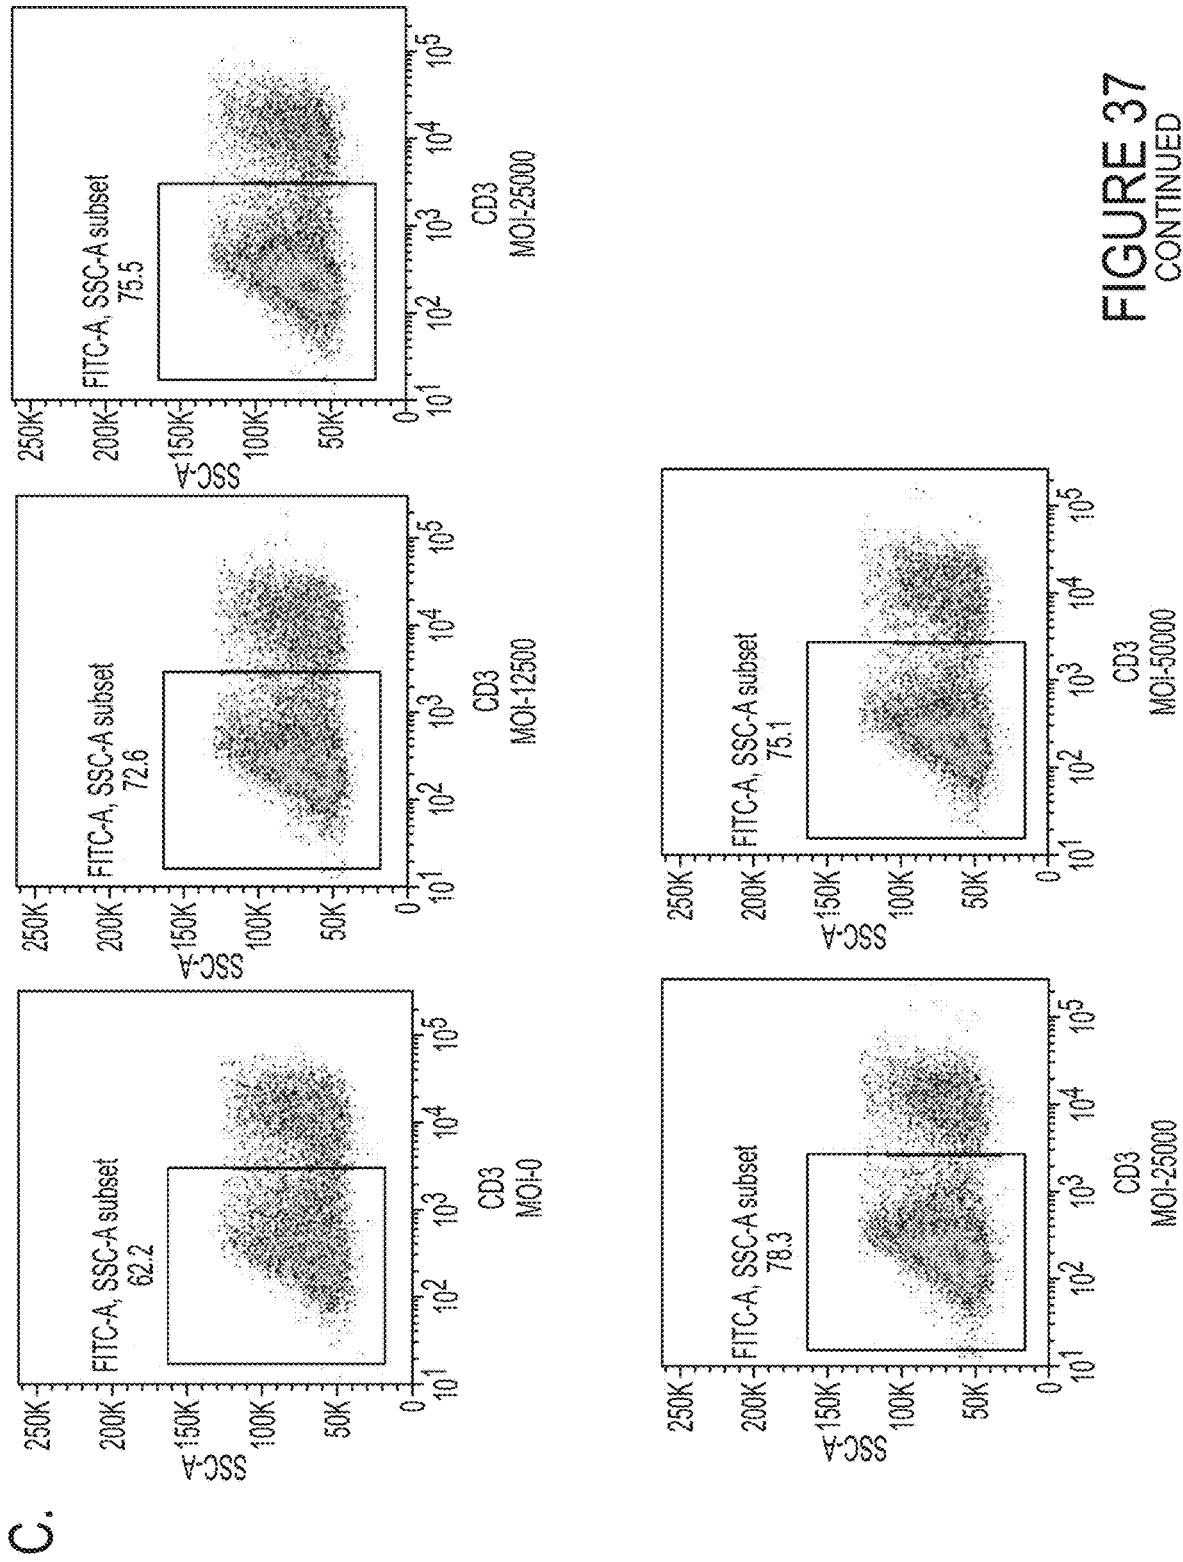 C.
FITC-A, SSC-A subset
62.2
250K
200K
150K
100K
50K
0
SSC-A
10¹
10²
10³
10⁴
10⁵
CD3
MOI-0
FITC-A, SSC-A subset
72.6
250K
200K
150K
100K
50K
0
SSC-A
10¹
10²
10³
10⁴
10⁵
CD3
MOI-12500
FITC-A, SSC-A subset
75.5
250K
200K
150K
100K
50K
0
SSC-A
10¹
10²
10³
10⁴
10⁵
CD3
MOI-25000
FITC-A, SSC-A subset
78.3
250K
200K
150K
100K
50K
0
SSC-A
10¹
10²
10³
10⁴
10⁵
CD3
MOI-25000
FITC-A, SSC-A subset
75.1
250K
200K
150K
100K
50K
0
SSC-A
10¹
10²
10³
10⁴
10⁵
CD3
MOI-50000
FIGURE 37
CONTINUED